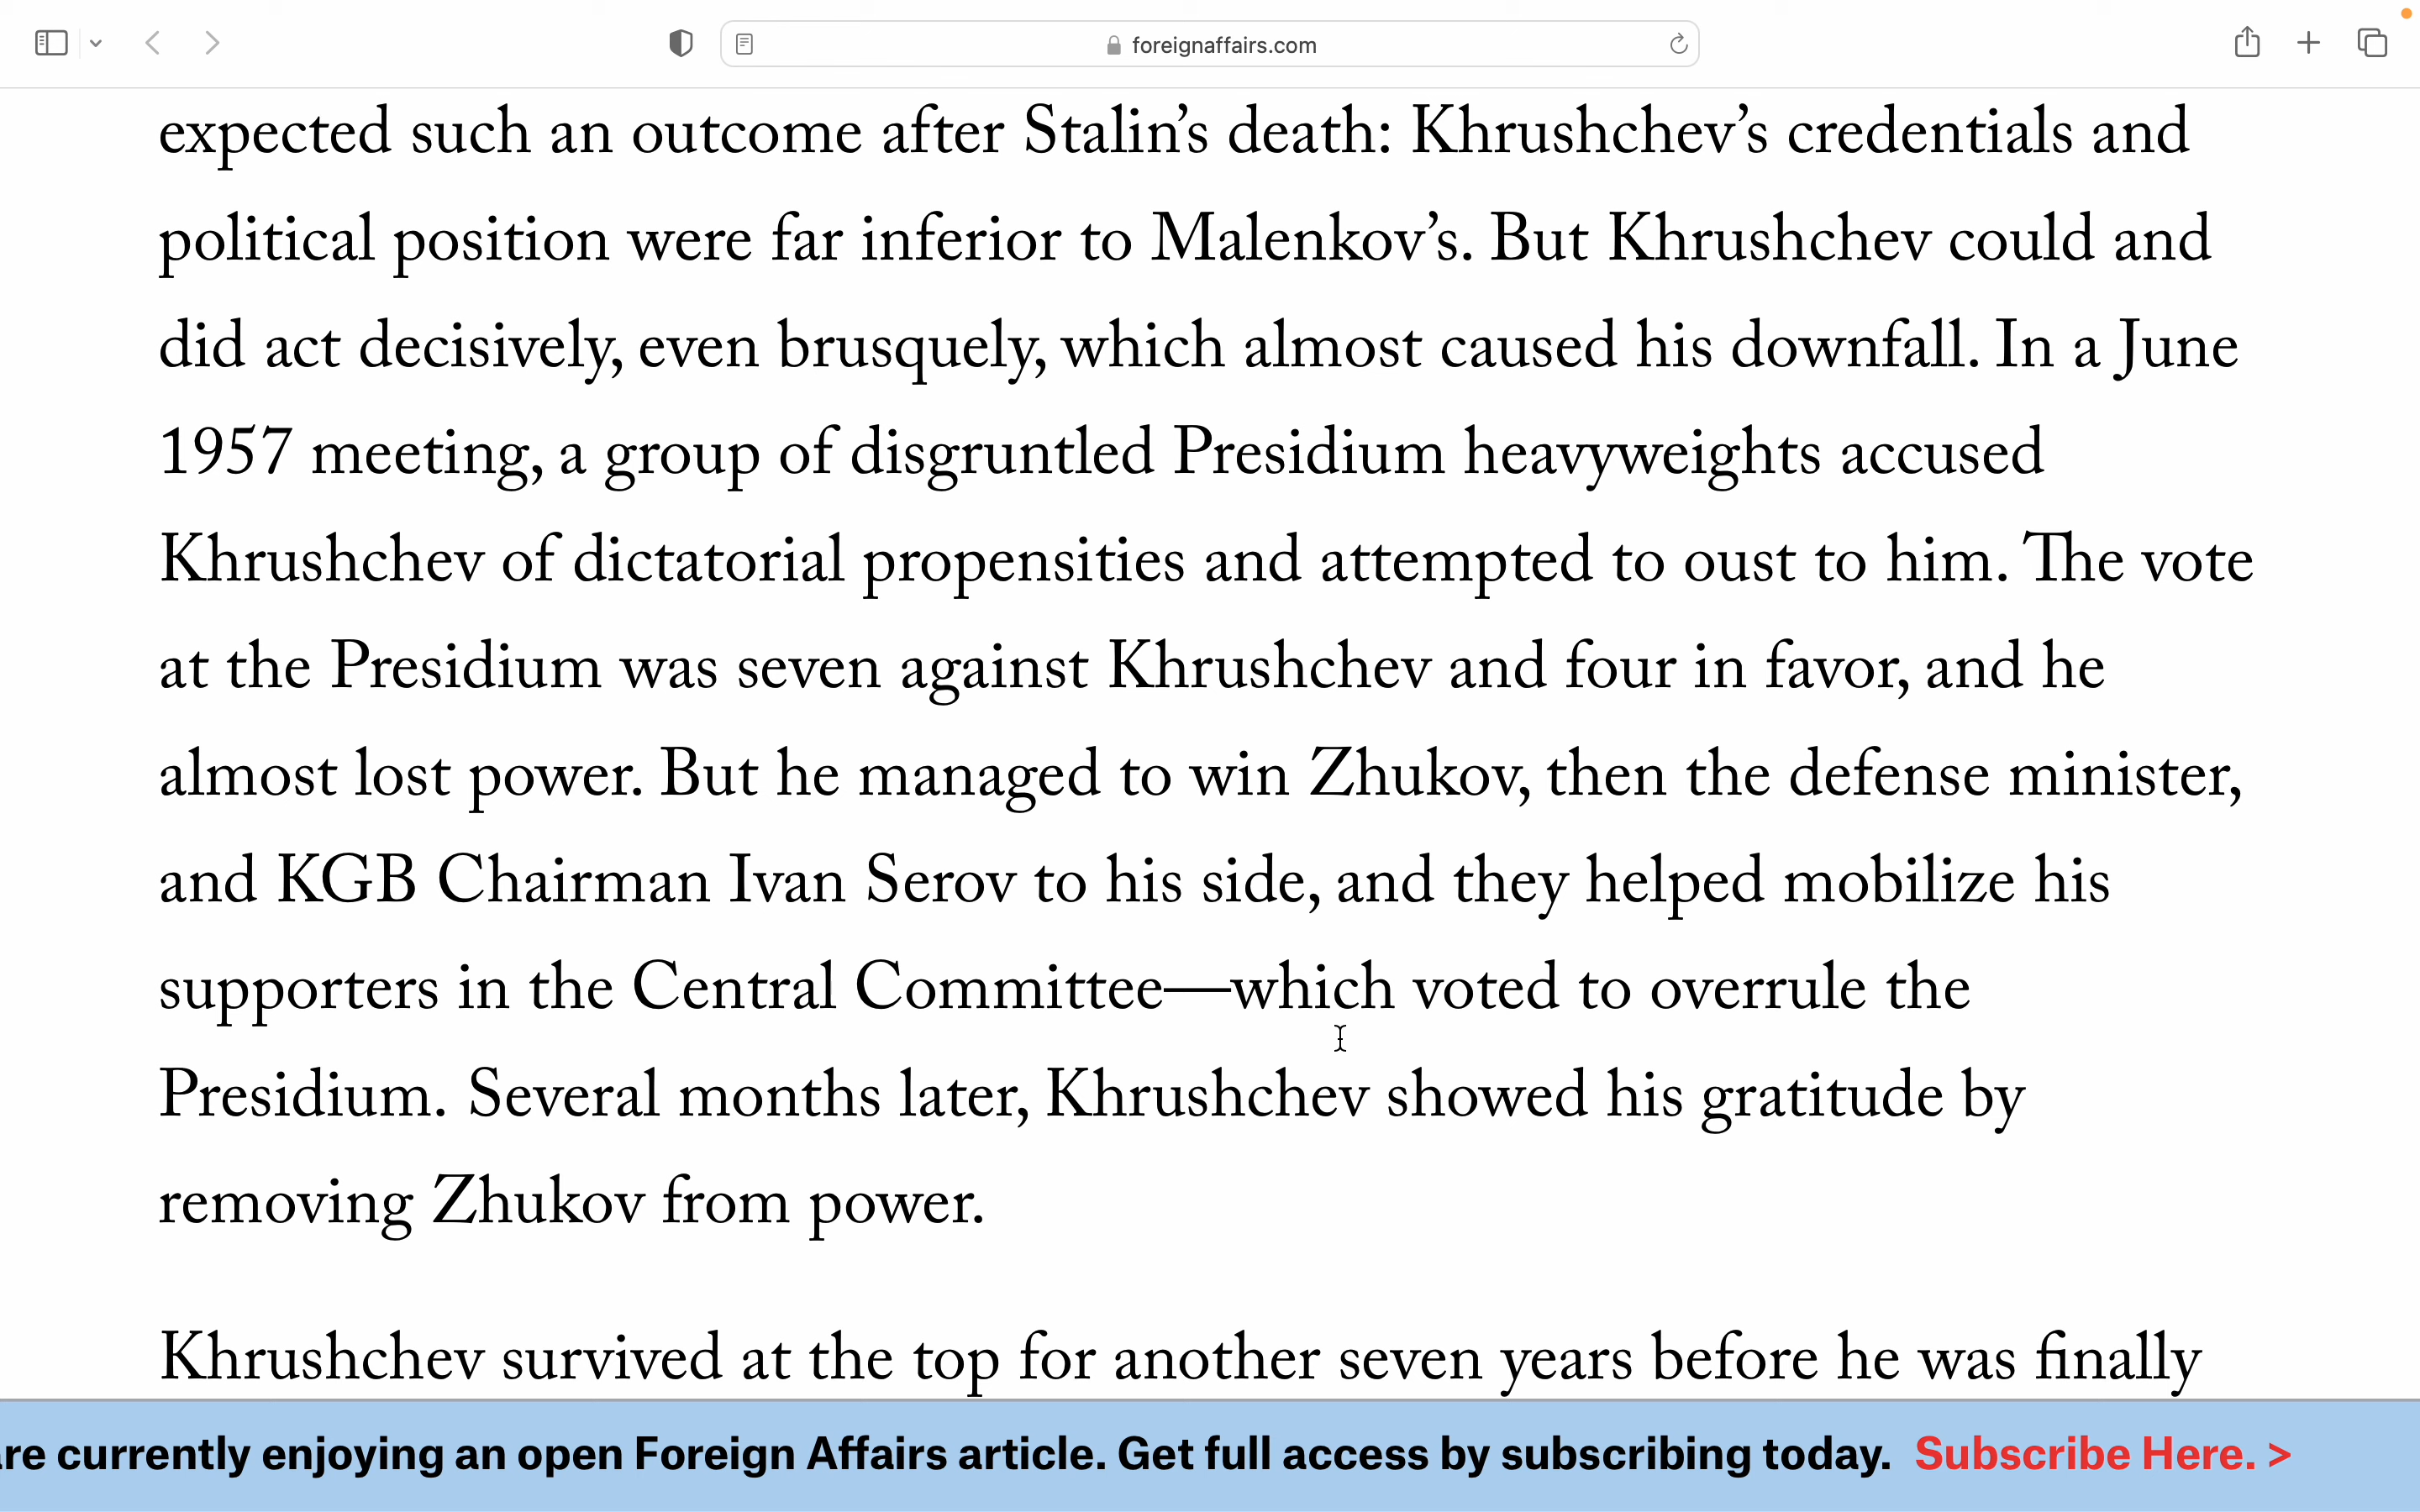 foreignaffairs.com
expected such an outcome after Stalin’s death: Khrushchev’s credentials and
political position were far inferior to Malenkov’s. But Khrushchev could and
did act decisively, even brusquely, which almost caused his downfall. In a June
1957 meeting, a group of disgruntled Presidium heavyweights accused
Khrushchev of dictatorial propensities and attempted to oust to him. The vote
at the Presidium was seven against Khrushchev and four in favor, and he
almost lost power. But he managed to win Zhukov, then the defense minister,
and KGB Chairman Ivan Serov to his side, and they helped mobilize his
supporters in the Central Committee—which voted to overrule the
Presidium. Several months later, Khrushchev showed his gratitude by
removing Zhukov from power.
Khrushchev survived at the top for another seven years before he was finally
re currently enjoying an open Foreign Affairs article. Get full access by subscribing today. Subscribe Here. >